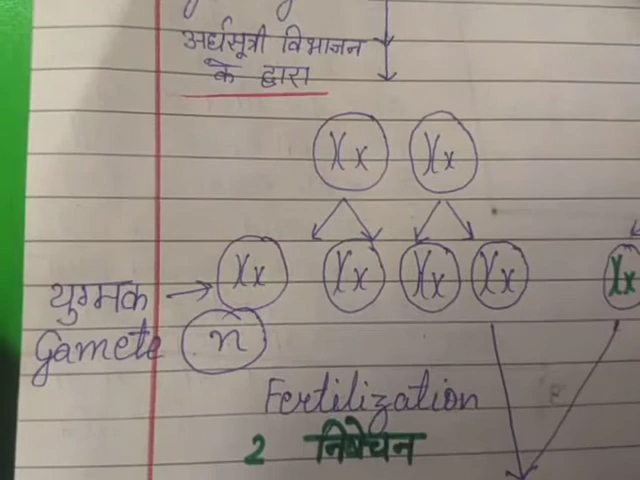 अर्धसूत्री विभाजन
के द्वारा
Xx Xx
Xx Xx Xx Xx Xx
युग्मक
Gamete n
Fertilization
2 निषेचन